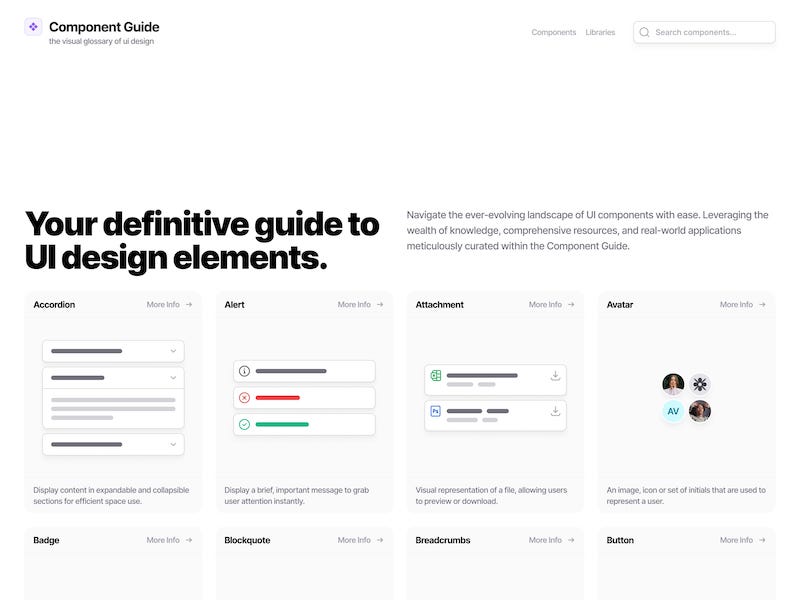 Component Guide
the visual glossary of ui design
Components
Libraries
Search components...
Your definitive guide to
UI design elements.
Navigate the ever-evolving landscape of UI components with ease. Leveraging the
wealth of knowledge, comprehensive resources, and real-world applications
meticulously curated within the Component Guide.
Accordion
More Info
Display content in expandable and collapsible
sections for efficient space use.
Alert
More Info
Display a brief, important message to grab
user attention instantly.
Attachment
More Info
Ps
Visual representation of a file, allowing users
to preview or download.
Avatar
More Info
AV
An image, icon or set of initials that are used to
represent a user.
Badge
More Info
Blockquote
More Info
Breadcrumbs
More Info
Button
More Info